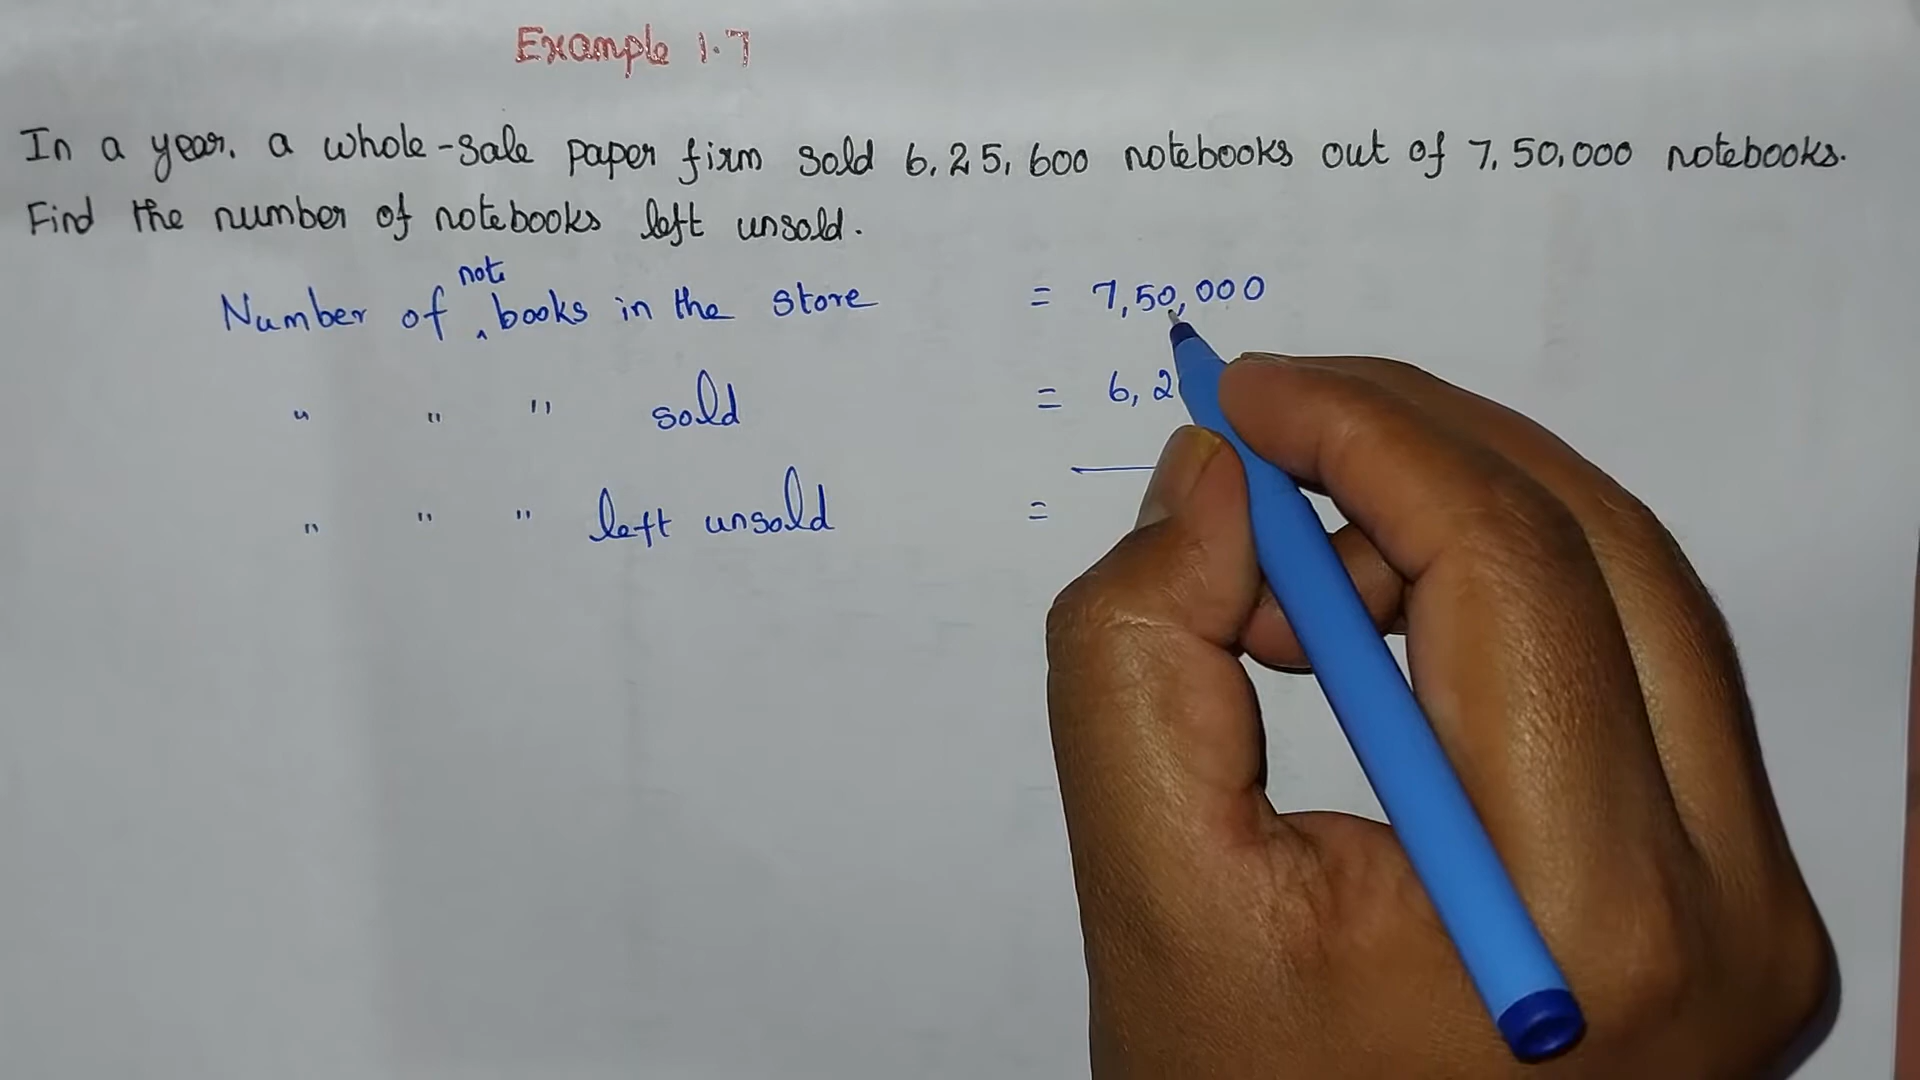 Example 1.7
In a year, a whole-sale paper firm sold 6,25,600 notebooks out of 7,50,000 notebooks.
Find the number of notebooks left unsold.
note
Number of ^ books in the store = 7,50,000
" " " sold = 6,2
" " " left unsold =